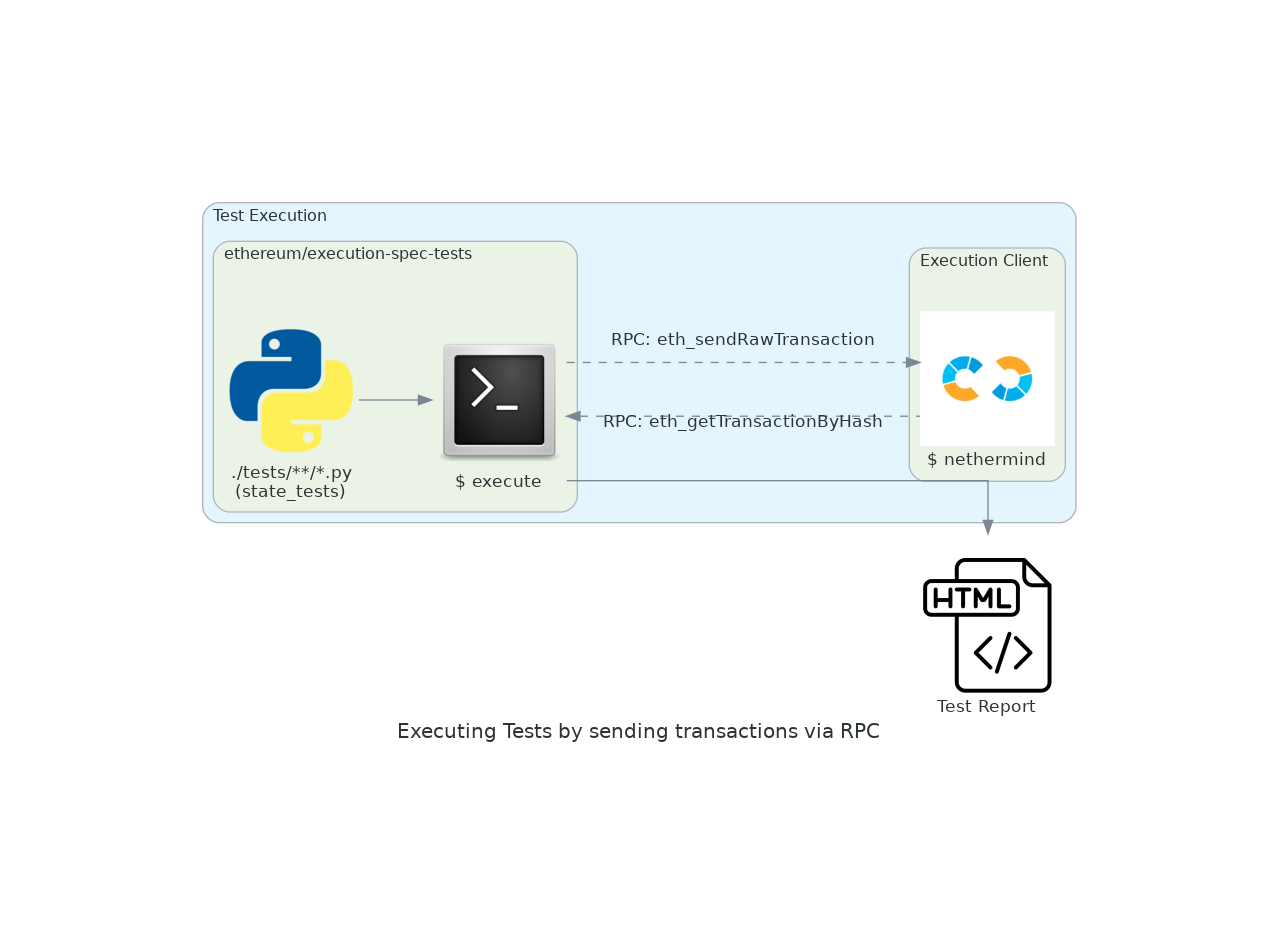 Test Execution
ethereum/execution-spec-tests
Execution Client
RPC: eth_sendRawTransaction
RPC: eth_getTransactionByHash
>_
./tests/**/*.py
(state_tests)
$ execute
$ nethermind
HTML
</>
Test Report
Executing Tests by sending transactions via RPC